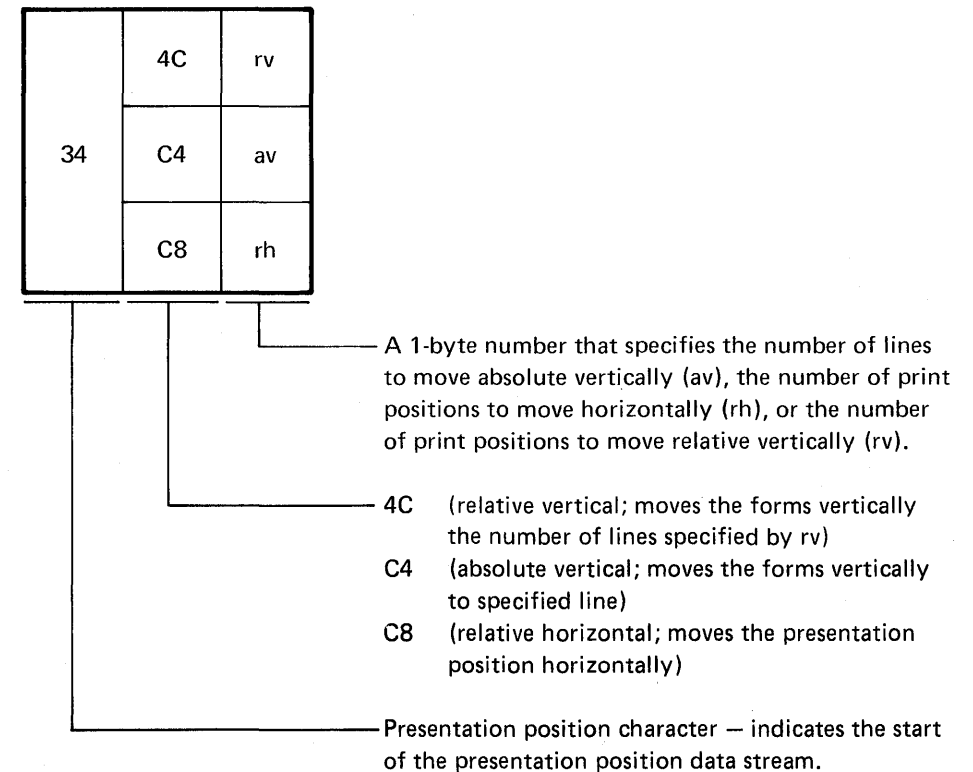 4C rv
34 C4 av
C8 rh
A 1-byte number that specifies the number of lines
to move absolute vertically (av), the number of print
positions to move horizontally (rh), or the number
of print positions to move relative vertically (rv).
4C (relative vertical; moves the forms vertically
the number of lines specified by rv)
C4 (absolute vertical; moves the forms vertically
to specified line)
C8 (relative horizontal; moves the presentation
position horizontally)
Presentation position character — indicates the start
of the presentation position data stream.